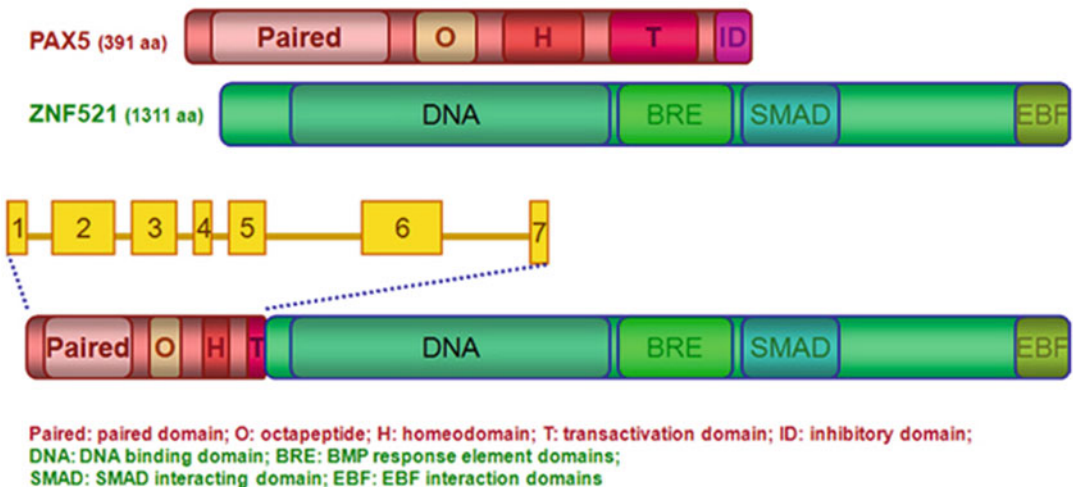 PAX5 (391 aa) Paired O H T ID
ZNF521 (1311 aa) DNA BRE SMAD EBF
1 2 3 4 5 6 7
Paired O H T DNA BRE SMAD EBF
Paired: paired domain; O: octapeptide; H: homeodomain; T: transactivation domain; ID: inhibitory domain;
DNA: DNA binding domain; BRE: BMP response element domains;
SMAD: SMAD interacting domain; EBF: EBF interaction domains